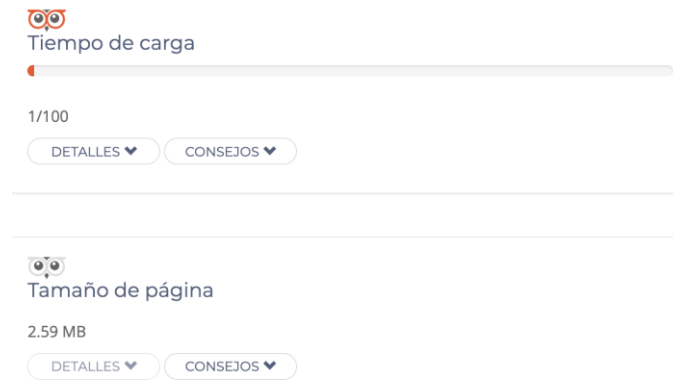 Tiempo de carga
1/100
DETALLES CONSEJOS
Tamaño de página
2.59 MB
DETALLES CONSEJOS